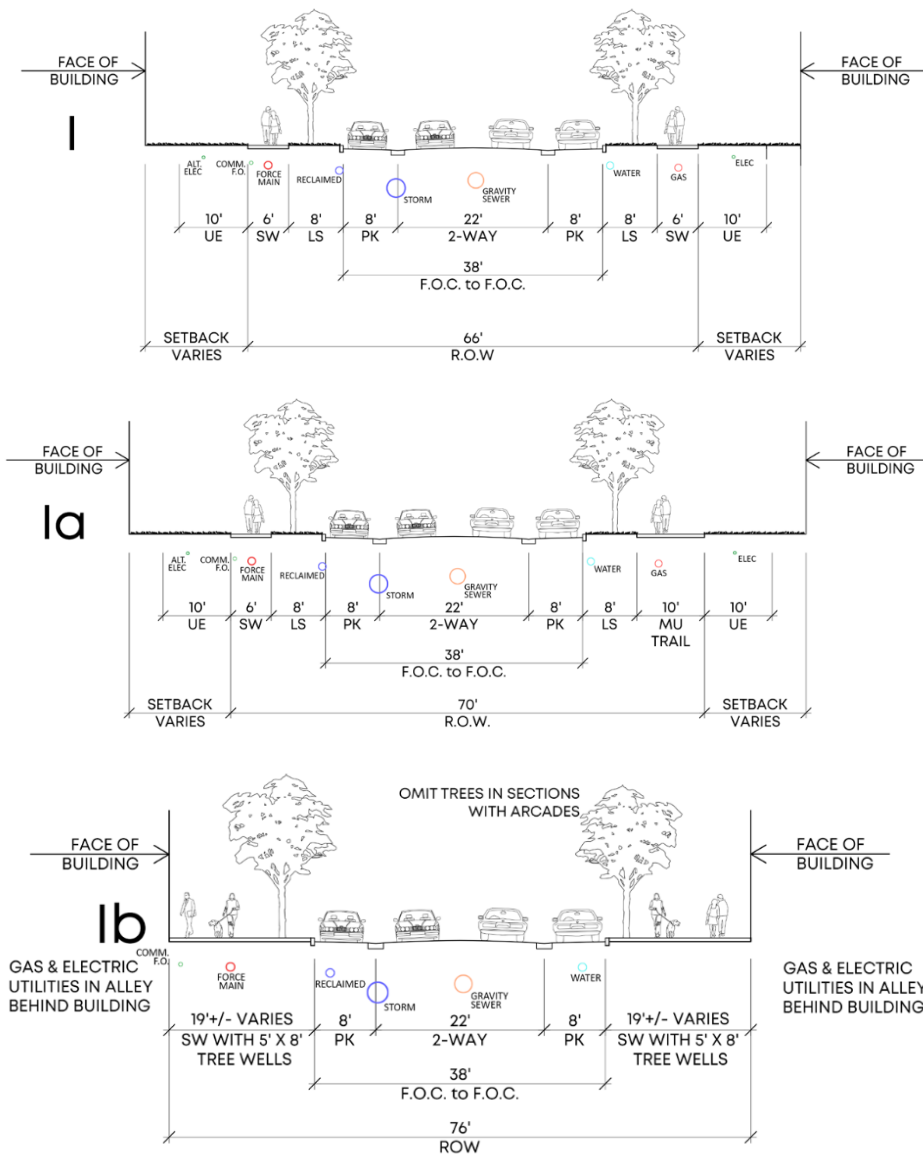 FACE OF
BUILDING
FACE OF
BUILDING
I
ALT.
ELEC
COMM.
F.O.
FORCE
MAIN
RECLAIMED
STORM
GRAVITY
SEWER
WATER
GAS
ELEC
10'
UE
6'
SW
8'
LS
8'
PK
22'
2-WAY
8'
PK
8'
LS
6'
SW
10'
UE
38'
F.O.C. to F.O.C.
SETBACK
VARIES
66'
R.O.W
SETBACK
VARIES
FACE OF
BUILDING
FACE OF
BUILDING
Ia
ALT.
ELEC
COMM.
F.O.
FORCE
MAIN
RECLAIMED
STORM
GRAVITY
SEWER
WATER
GAS
ELEC
10'
UE
6'
SW
8'
LS
8'
PK
22'
2-WAY
8'
PK
8'
LS
10'
MU
TRAIL
10'
UE
38'
F.O.C. to F.O.C.
SETBACK
VARIES
70'
R.O.W.
SETBACK
VARIES
OMIT TREES IN SECTIONS
WITH ARCADES
FACE OF
BUILDING
FACE OF
BUILDING
Ib
COMM.
F.O.
GAS & ELECTRIC
UTILITIES IN ALLEY
BEHIND BUILDING
FORCE
MAIN
RECLAIMED
STORM
GRAVITY
SEWER
WATER
GAS & ELECTRIC
UTILITIES IN ALLEY
BEHIND BUILDING
19'+/- VARIES
SW WITH 5' X 8'
TREE WELLS
8'
PK
22'
2-WAY
8'
PK
19'+/- VARIES
SW WITH 5' X 8'
TREE WELLS
38'
F.O.C. to F.O.C.
76'
ROW